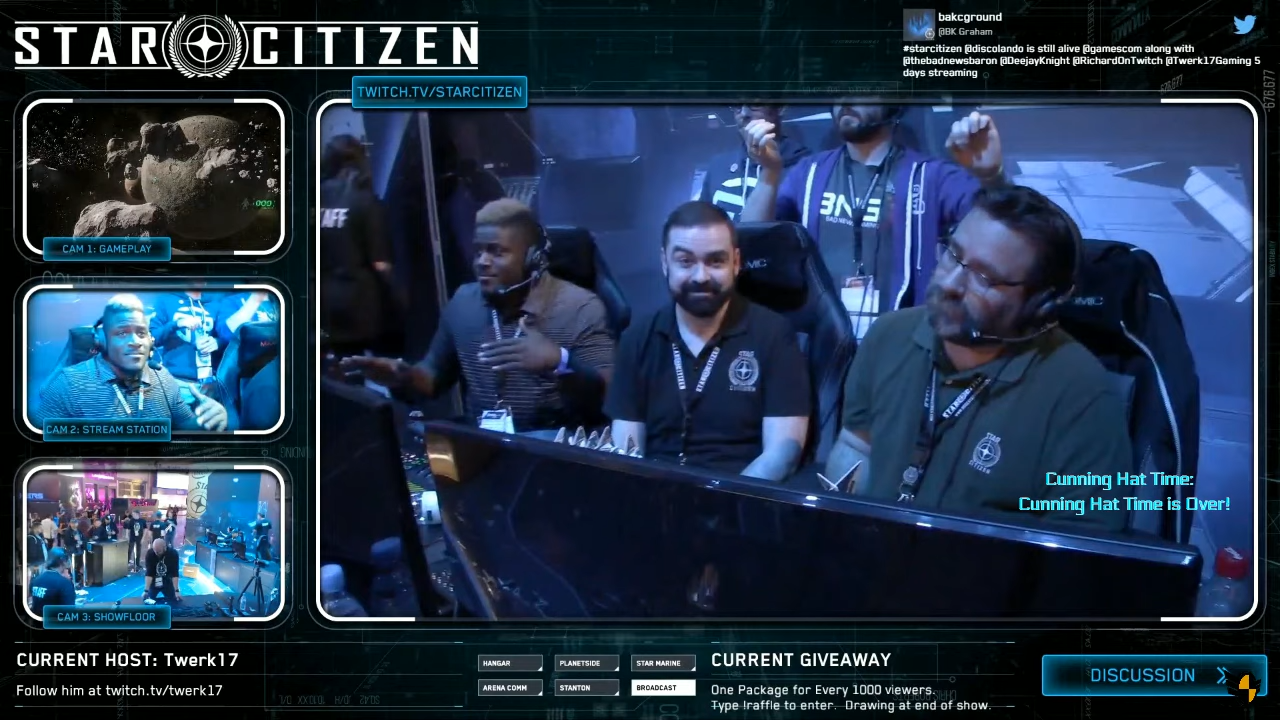 STAR CITIZEN
bakcground
@BK Graham
#starcitizen @discolando is still alive @gamescom along with
@thebadnewsbaron @DeejayKnight @RichardOnTwitch @Twerk17Gaming 5
days streaming
TWITCH.TV/STARCITIZEN
CAM 1: GAMEPLAY
CAM 2: STREAM STATION
CAM 3: SHOWFLOOR
STAFF
Cunning Hat Time:
Cunning Hat Time is Over!
CURRENT HOST: Twerk17
Follow him at twitch.tv/twerk17
HANGAR
PLANETSIDE
STAR MARINE
ARENA COMM
STANTON
BROADCAST
CURRENT GIVEAWAY
One Package for Every 1000 viewers.
Type !raffle to enter. Drawing at end of show.
DISCUSSION